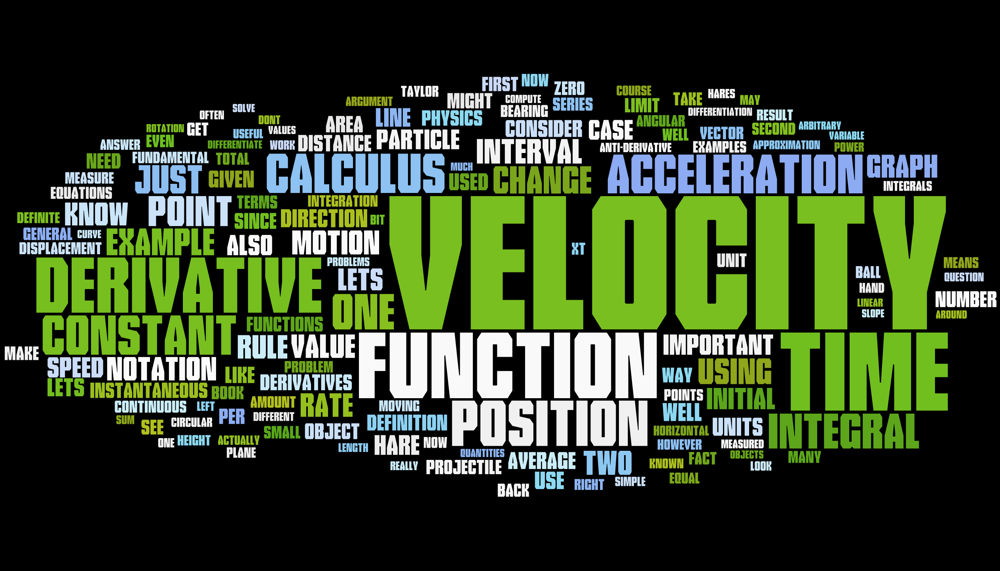 FIRST NOW
TAYLOR MIGHT COMPUTE ZERO COURSE TAKE HARES MAY
ARGUMENT BEARING SERIES LIMIT DIFFERENTIATION
OFTEN SOLVE DONT AREA LINE PHYSICS CONSIDER CASE ANGULAR RESULT
ROTATION GET USEFUL VALUES WELL VECTOR SECOND ARBITRARY
ANSWER EVEN DIFFERENTIATE WORK DISTANCE PARTICLE INTERVAL ANTI-DERIVATIVE EXAMPLES APPROXIMATION VARIABLE POWER
NEED FUNDAMENTAL TOTAL CALCULUS MUCH ACCELERATION GRAPH
MEASURE JUST GIVEN USED CHANGE INTEGRALS
EQUATIONS POINT TERMS INTEGRATION
DEFINITE KNOW SINCE DIRECTION BIT VELOCITY
GENERAL CURVE EXAMPLE ALSO MOTION XT
DISPLACEMENT UNIT
DERIVATIVE PROBLEMS MEANS
LETS BALL QUESTION
HAND
ONE LINEAR NUMBER
CONSTANT FUNCTIONS SLOPE AROUND
MAKE RULE VALUE FUNCTION IMPORTANT TIME
SPEED NOTATION PROBLEM USING
LETS INSTANTANEOUS LIKE DERIVATIVES WAY
BOOK AMOUNT RATE POINTS INITIAL
CONTINUOUS LEFT MOVING POSITION WELL
SUM SEE CIRCULAR PER DIFFERENT DEFINITION UNITS INTEGRAL
SMALL OBJECT HORIZONTAL
ONE HEIGHT ACTUALLY LENGTH HARE NOW HOWEVER MEASURED
PLANE QUANTITIES AVERAGE TWO FACT OBJECTS MANY
REALLY PROJECTILE KNOWN LOOK
USE RIGHT SIMPLE EQUAL
BACK